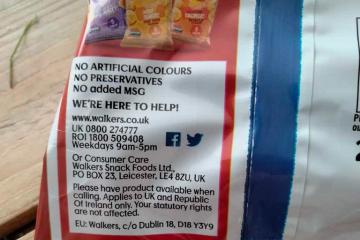 NO ARTIFICIAL COLOURS
NO PRESERVATIVES
NO added MSG
WE'RE HERE TO HELP!
www.walkers.co.uk
UK 0800 274777
ROI 1800 509408
Weekdays 9am-5pm
Or Consumer Care
Walkers Snack Foods Ltd.,
PO BOX 23, Leicester, LE4 8ZU, UK
Please have product available when
calling. Applies to UK and Republic
Of Ireland only. Your statutory rights
are not affected.
EU: Walkers, c/o Dublin 18, D18 Y3Y9